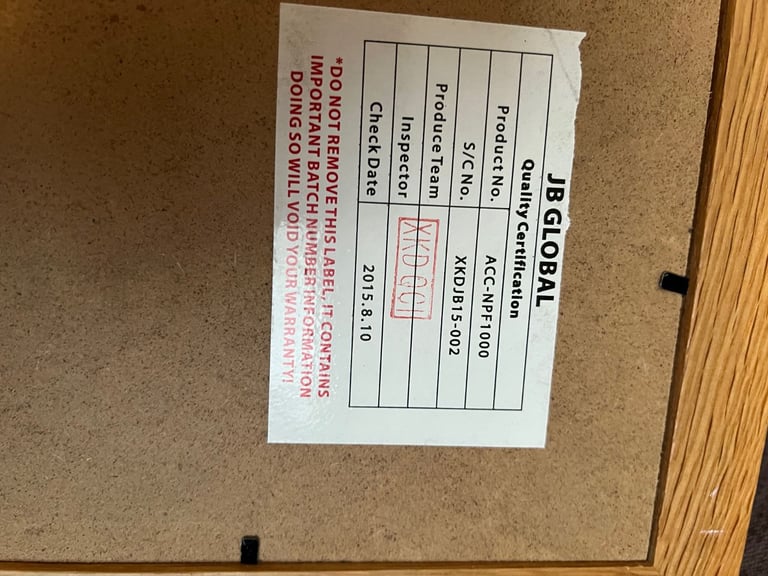 JB GLOBAL
Quality Certification
Product No. ACC-NPF1000
S/C No. XKDJB15-002
Produce Team
Inspector XKD QC1
Check Date 2015.8.10
*DO NOT REMOVE THIS LABEL, IT CONTAINS
IMPORTANT BATCH NUMBER INFORMATION
DOING SO WILL VOID YOUR WARRANTY!